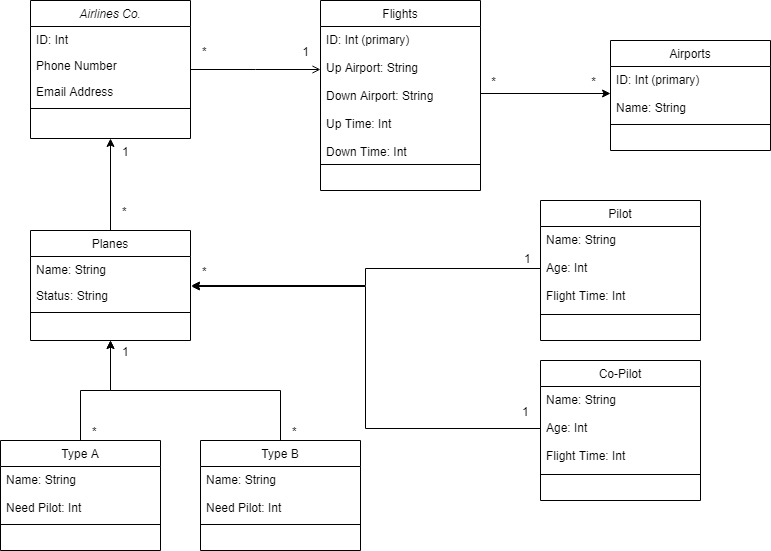 Airlines Co.
ID: Int
Phone Number
Email Address
*
1
Flights
ID: Int (primary)
Up Airport: String
Down Airport: String
Up Time: Int
Down Time: Int
*
*
Airports
ID: Int (primary)
Name: String
1
*
Planes
Name: String
Status: String
*
1
Pilot
Name: String
Age: Int
Flight Time: Int
1
Co-Pilot
Name: String
Age: Int
Flight Time: Int
1
*
*
Type A
Name: String
Need Pilot: Int
Type B
Name: String
Need Pilot: Int